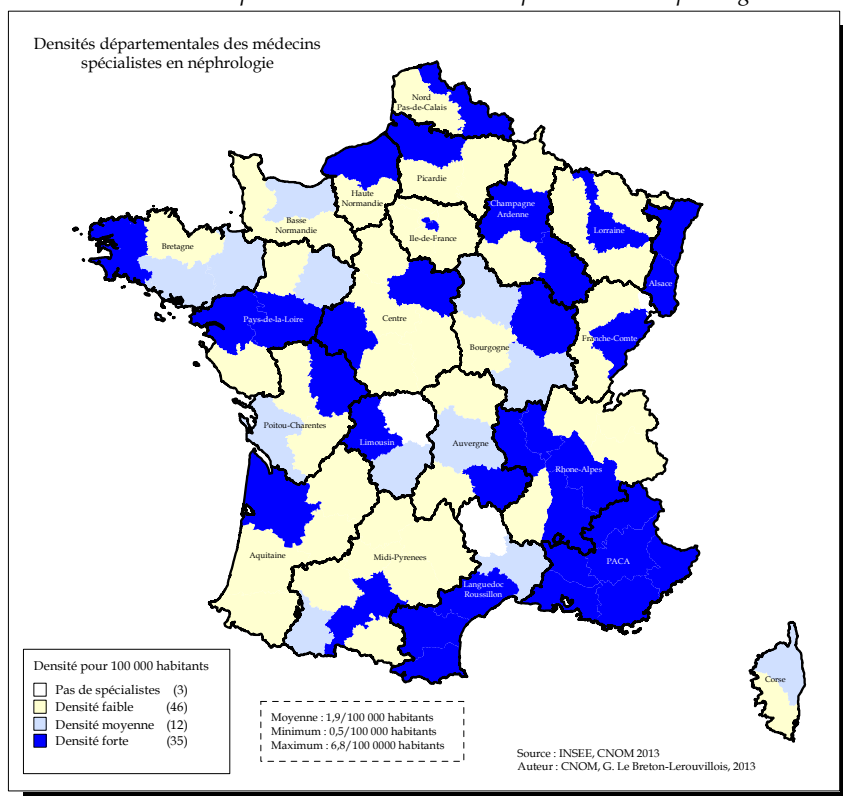 Densités départementales des médecins
spécialistes en néphrologie
Nord
Pas-de-Calais
Picardie
Haute
Normandie
Basse
Normandie
Champagne
Ardenne
Lorraine
Ile-de-France
Bretagne
Alsace
Pays-de-la-Loire
Centre
Bourgogne
Franche-Comte
Poitou-Charentes
Limousin
Auvergne
Rhone-Alpes
Aquitaine
Midi-Pyrenees
PACA
Languedoc
Roussillon
Corse
Densité pour 100 000 habitants
Pas de spécialistes (3)
Densité faible (46)
Densité moyenne (12)
Densité forte (35)
Moyenne : 1,9/100 000 habitants
Minimum : 0,5/100 000 habitants
Maximum : 6,8/100 0000 habitants
Source : INSEE, CNOM 2013
Auteur : CNOM, G. Le Breton-Lerouvillois, 2013